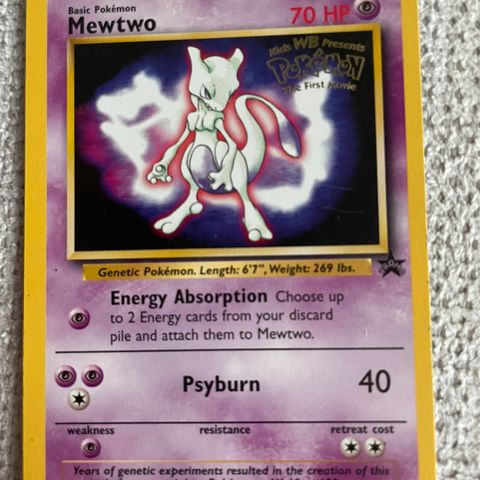 Basic Pokémon
Mewtwo
70 HP
Kids WB Presents
POKéMON
The First Movie
Genetic Pokémon. Length: 6'7", Weight: 269 lbs.
PROMO
Energy Absorption Choose up
to 2 Energy cards from your discard
pile and attach them to Mewtwo.
Psyburn 40
weakness resistance retreat cost
Years of genetic experiments resulted in the creation of this